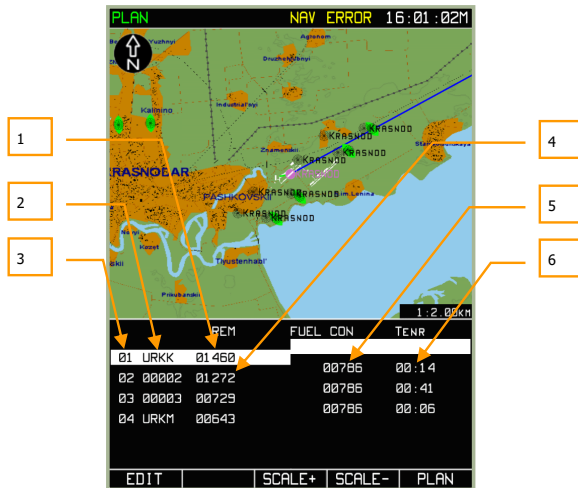 PLAN NAV ERROR 16:01:02M
Yuzhnyi
Agronom
N
Druzhelyubnyi
Industrial'nyi
Kalinino
KRASNOD
KRASNOD
Znamenskii
KRASNOD
KRASNODAR
PASHKOVSKII
KRASNOD
im.Lenina
KRASNOD
KRASNOD
Novyi
Kozet
Tlyustenhabl'
Prikubanskii
1:2.00KM
REM FUEL CON TENR
01 URKK 01460
00786 00:14
02 00002 01272
00786 00:41
03 00003 00729
00786 00:06
04 URKM 00643
EDIT SCALE+ SCALE- PLAN
1
2
3
4
5
6